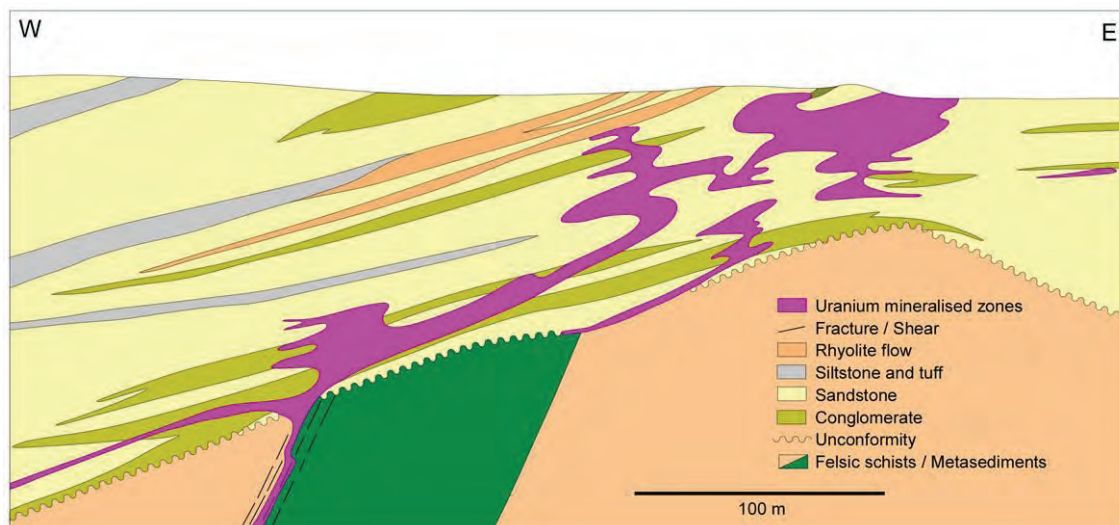 W
E
Uranium mineralised zones
Fracture / Shear
Rhyolite flow
Siltstone and tuff
Sandstone
Conglomerate
Unconformity
Felsic schists / Metasediments
100 m